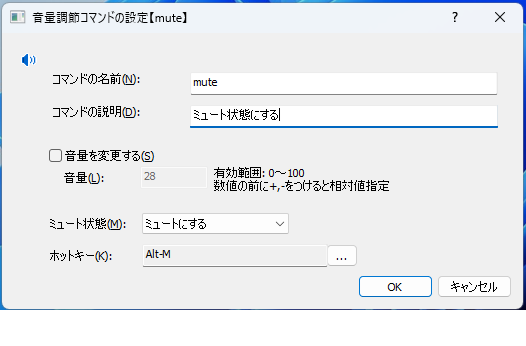 音量調節コマンドの設定【mute】
コマンドの名前(N):
mute
コマンドの説明(D):
ミュート状態にする
音量を変更する(S)
音量(L):
28
有効範囲: 0～100
数値の前に+,-をつけると相対値指定
ミュート状態(M):
ミュートにする
ホットキー(K):
Alt-M
...
OK
キャンセル